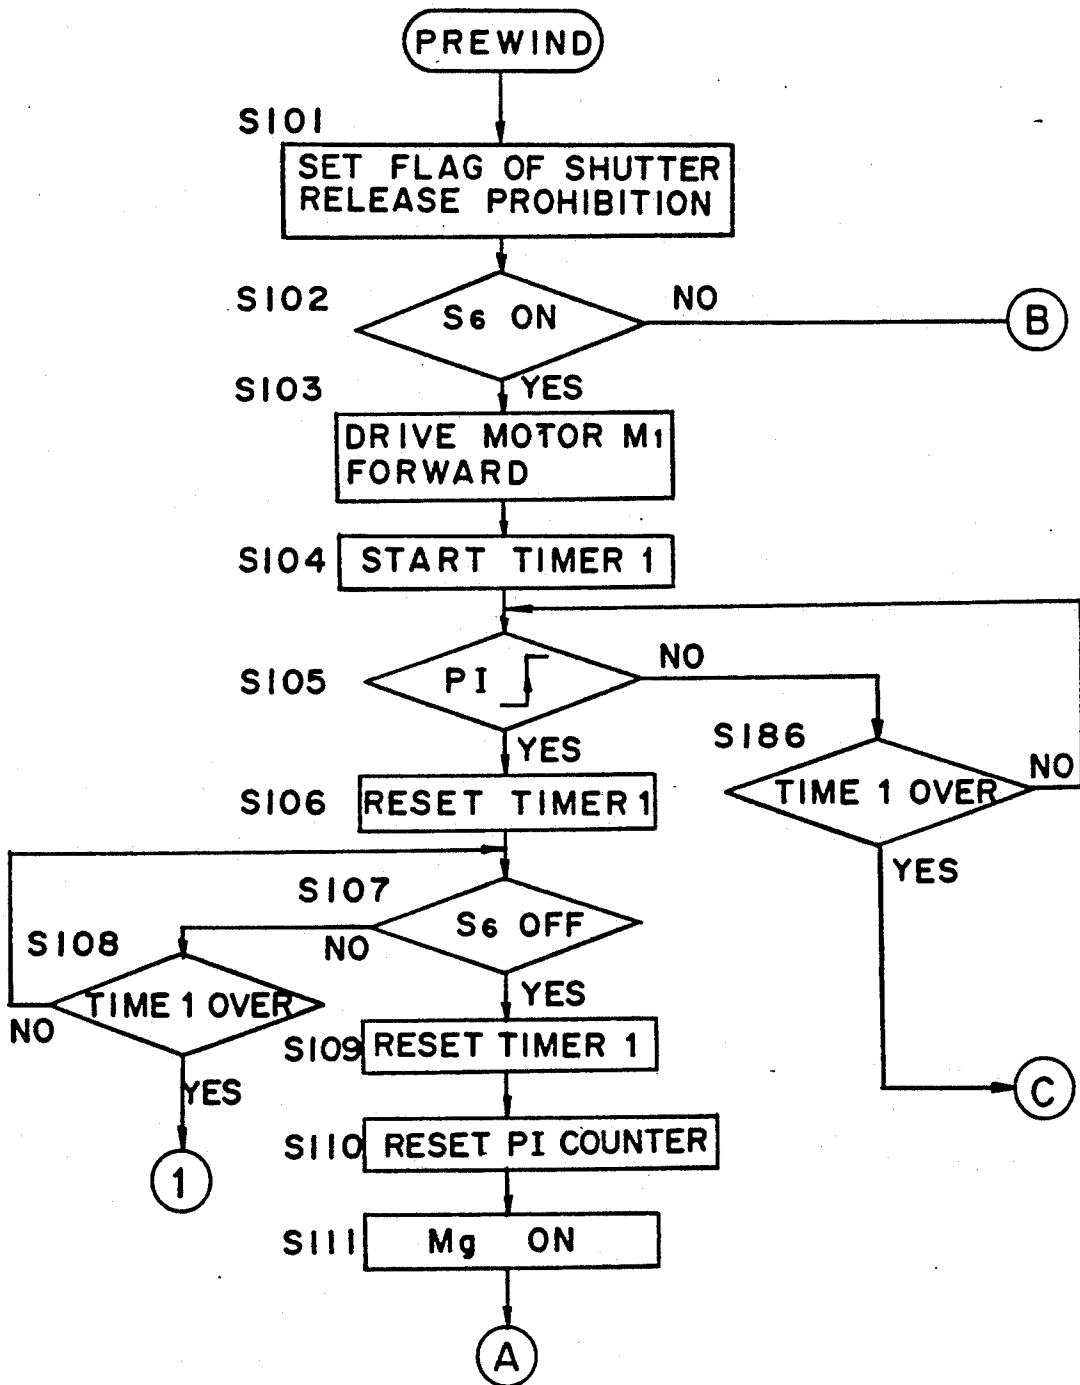 PREWIND
S101
SET FLAG OF SHUTTER
RELEASE PROHIBITION
S102
S6 ON
NO
B
S103
YES
DRIVE MOTOR M1
FORWARD
S104
START TIMER 1
S105
PI
NO
YES
S186
TIME 1 OVER
NO
YES
S106
RESET TIMER 1
S107
S6 OFF
NO
YES
S108
TIME 1 OVER
NO
YES
1
S109
RESET TIMER 1
C
S110
RESET PI COUNTER
S111
Mg ON
A